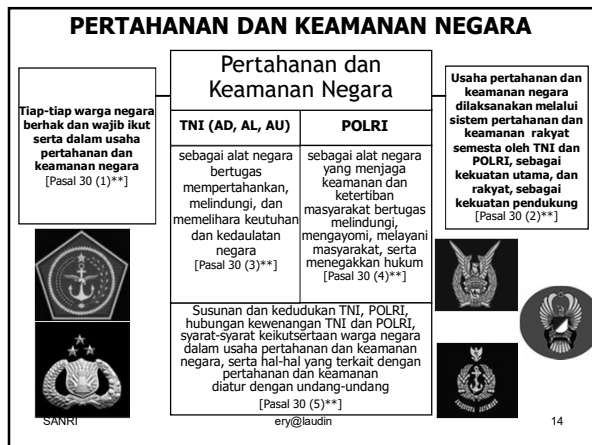 PERTAHANAN DAN KEAMANAN NEGARA
Tiap-tiap warga negara
berhak dan wajib ikut
serta dalam usaha
pertahanan dan
keamanan negara
[Pasal 30 (1)**]
Pertahanan dan
Keamanan Negara
TNI (AD, AL, AU)
sebagai alat negara
bertugas
mempertahankan,
melindungi, dan
memelihara keutuhan
dan kedaulatan
negara
[Pasal 30 (3)**]
POLRI
sebagai alat negara
yang menjaga
keamanan dan
ketertiban
masyarakat bertugas
melindungi,
mengayomi, melayani
masyarakat, serta
menegakkan hukum
[Pasal 30 (4)**]
Susunan dan kedudukan TNI, POLRI,
hubungan kewenangan TNI dan POLRI,
syarat-syarat keikutsertaan warga negara
dalam usaha pertahanan dan keamanan
negara, serta hal-hal yang terkait dengan
pertahanan dan keamanan
diatur dengan undang-undang
[Pasal 30 (5)**]
Usaha pertahanan dan
keamanan negara
dilaksanakan melalui
sistem pertahanan dan
keamanan rakyat
semesta oleh TNI dan
POLRI, sebagai
kekuatan utama, dan
rakyat, sebagai
kekuatan pendukung
[Pasal 30 (2)**]
SANRI
ery@laudin
14